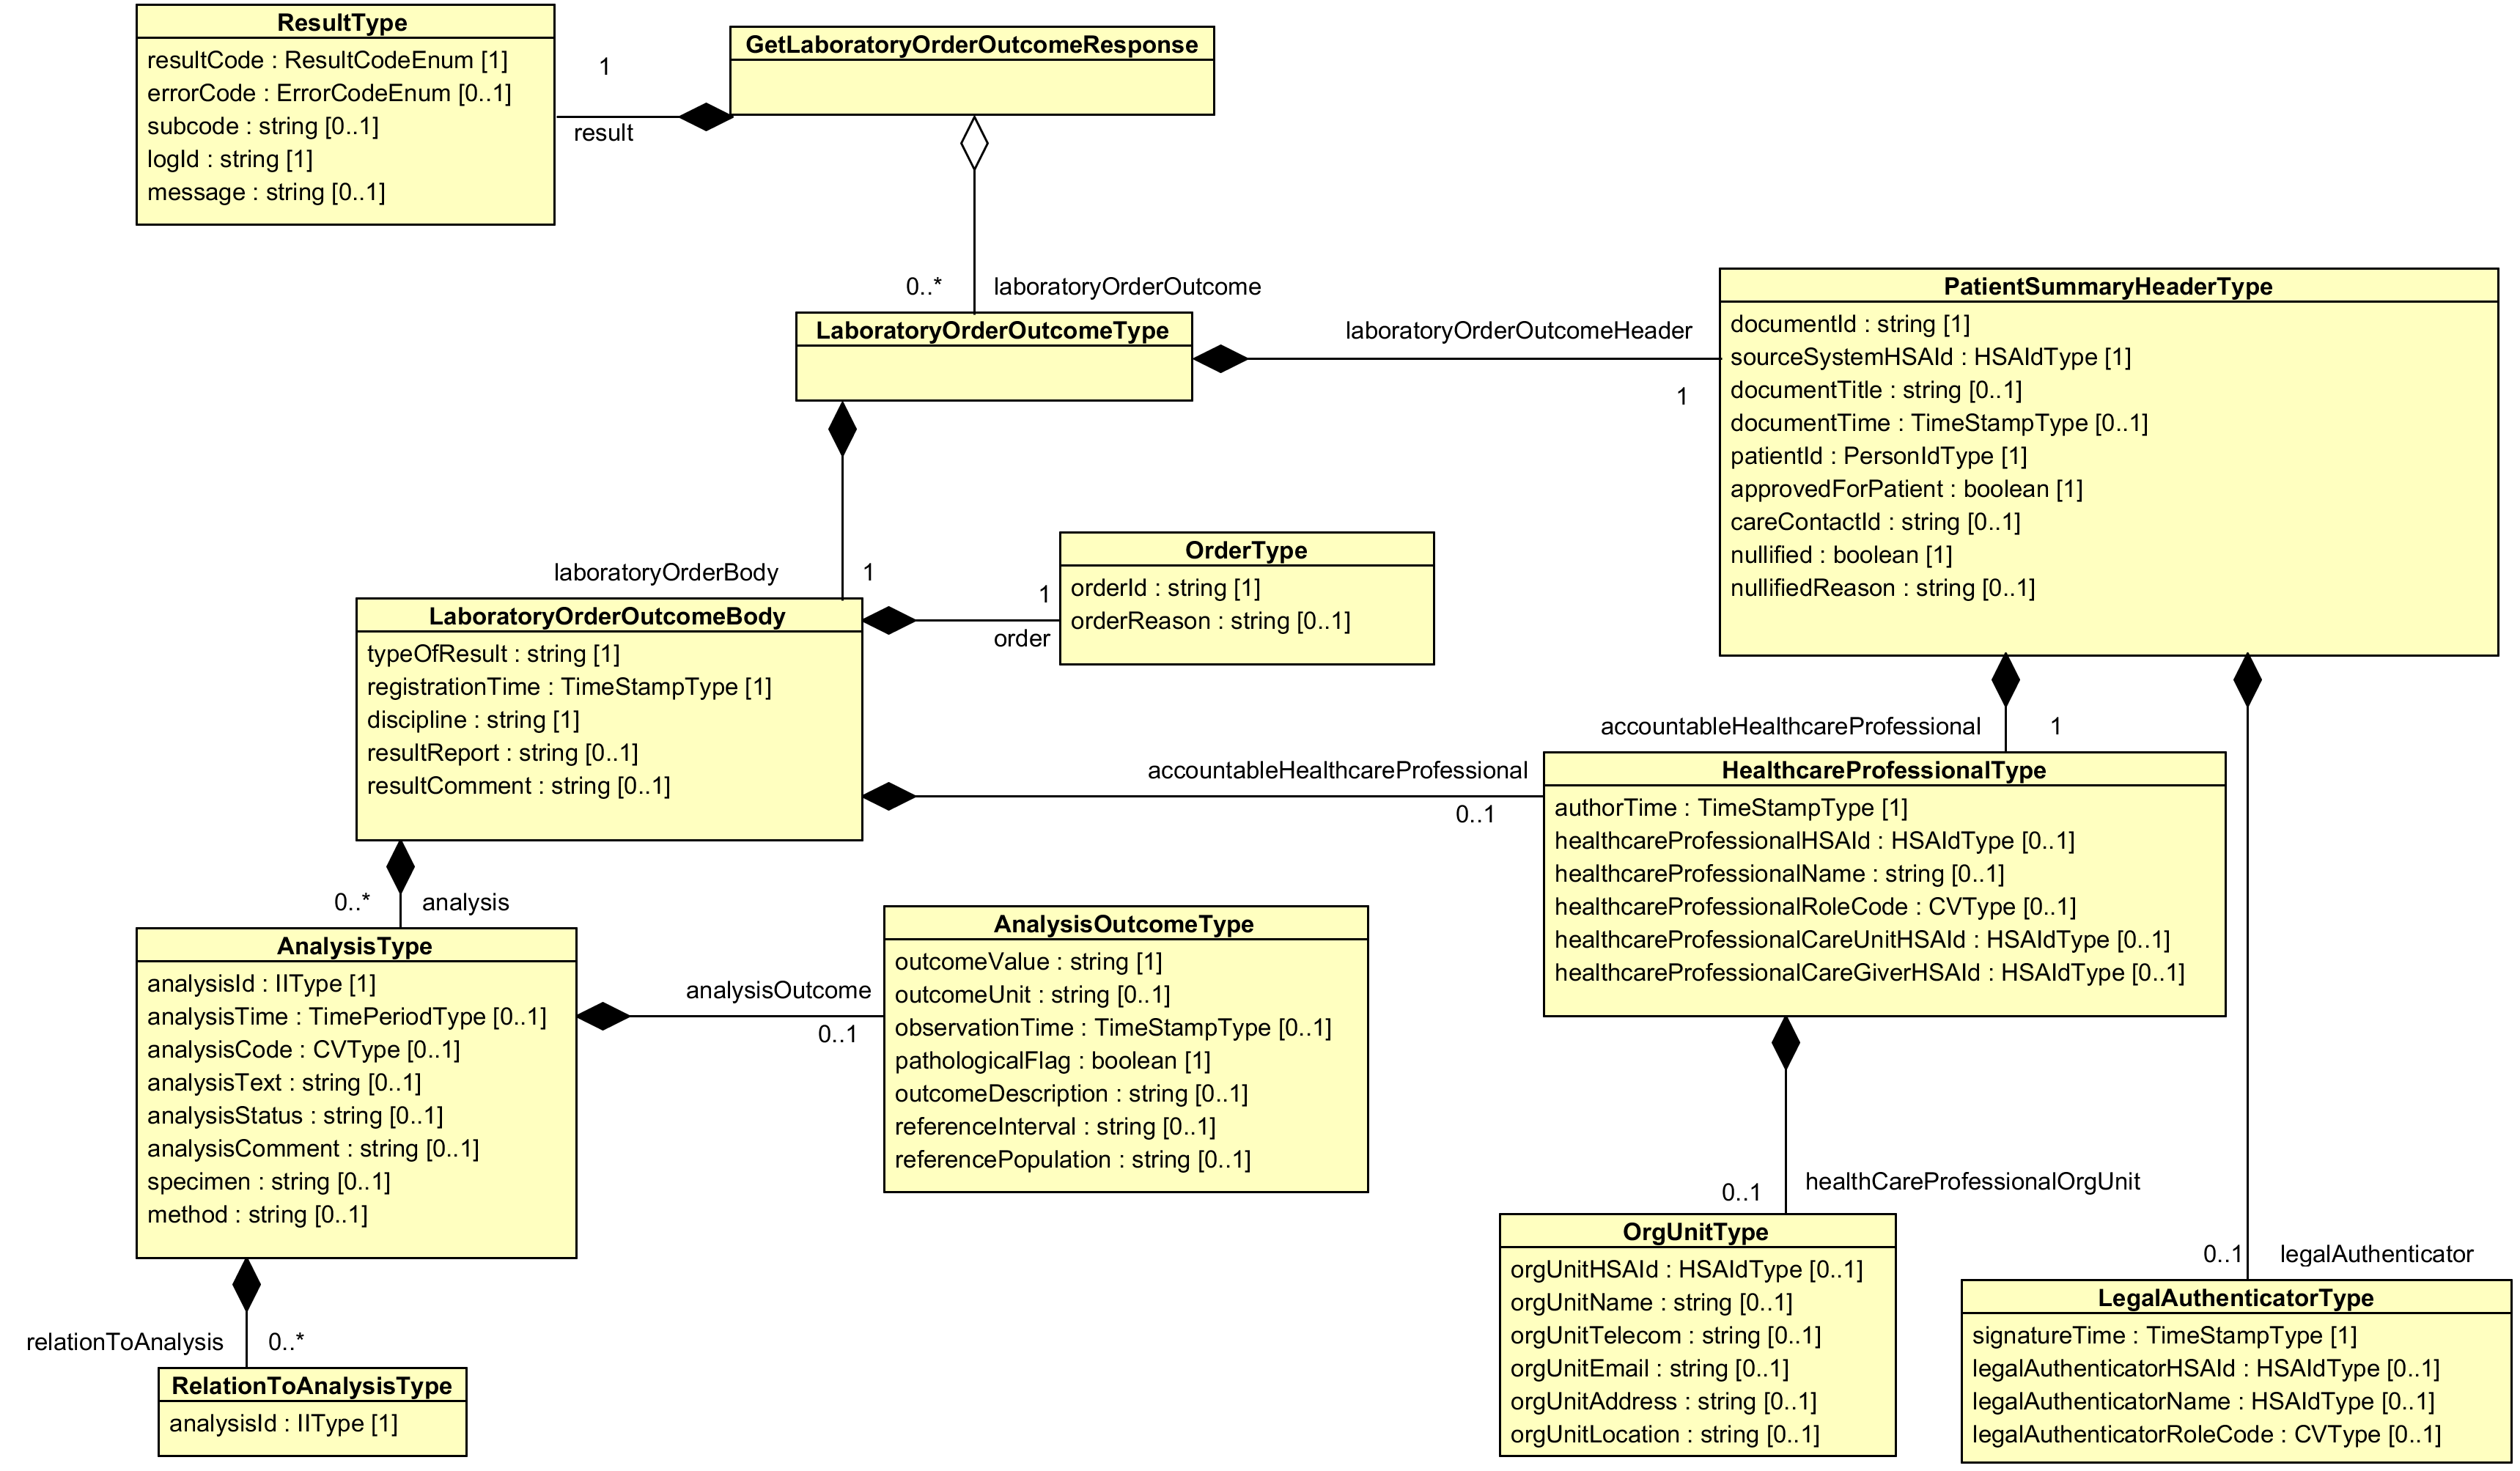 ResultType
resultCode : ResultCodeEnum [1]
errorCode : ErrorCodeEnum [0..1]
subcode : string [0..1]
logId : string [1]
message : string [0..1]
1
result
GetLaboratoryOrderOutcomeResponse
0..*
laboratoryOrderOutcome
LaboratoryOrderOutcomeType
laboratoryOrderOutcomeHeader
1
PatientSummaryHeaderType
documentId : string [1]
sourceSystemHSAId : HSAIdType [1]
documentTitle : string [0..1]
documentTime : TimeStampType [0..1]
patientId : PersonIdType [1]
approvedForPatient : boolean [1]
careContactId : string [0..1]
nullified : boolean [1]
nullifiedReason : string [0..1]
laboratoryOrderBody
1
LaboratoryOrderOutcomeBody
typeOfResult : string [1]
registrationTime : TimeStampType [1]
discipline : string [1]
resultReport : string [0..1]
resultComment : string [0..1]
1
order
OrderType
orderId : string [1]
orderReason : string [0..1]
accountableHealthcareProfessional
1
accountableHealthcareProfessional
0..1
HealthcareProfessionalType
authorTime : TimeStampType [1]
healthcareProfessionalHSAId : HSAIdType [0..1]
healthcareProfessionalName : string [0..1]
healthcareProfessionalRoleCode : CVType [0..1]
healthcareProfessionalCareUnitHSAId : HSAIdType [0..1]
healthcareProfessionalCareGiverHSAId : HSAIdType [0..1]
0..*
analysis
AnalysisType
analysisId : IIType [1]
analysisTime : TimePeriodType [0..1]
analysisCode : CVType [0..1]
analysisText : string [0..1]
analysisStatus : string [0..1]
analysisComment : string [0..1]
specimen : string [0..1]
method : string [0..1]
analysisOutcome
0..1
AnalysisOutcomeType
outcomeValue : string [1]
outcomeUnit : string [0..1]
observationTime : TimeStampType [0..1]
pathologicalFlag : boolean [1]
outcomeDescription : string [0..1]
referenceInterval : string [0..1]
referencePopulation : string [0..1]
relationToAnalysis
0..*
RelationToAnalysisType
analysisId : IIType [1]
0..1
healthCareProfessionalOrgUnit
OrgUnitType
orgUnitHSAId : HSAIdType [0..1]
orgUnitName : string [0..1]
orgUnitTelecom : string [0..1]
orgUnitEmail : string [0..1]
orgUnitAddress : string [0..1]
orgUnitLocation : string [0..1]
0..1
legalAuthenticator
LegalAuthenticatorType
signatureTime : TimeStampType [1]
legalAuthenticatorHSAId : HSAIdType [0..1]
legalAuthenticatorName : HSAIdType [0..1]
legalAuthenticatorRoleCode : CVType [0..1]